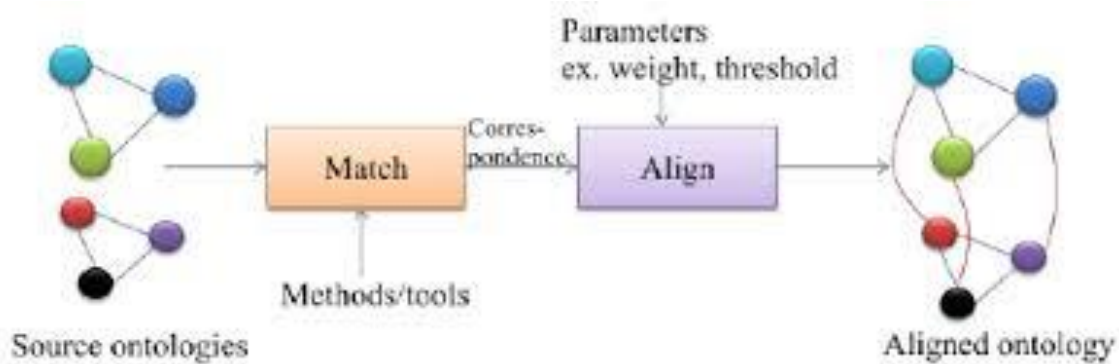 Parameters
ex. weight, threshold
Corres-
pondence
Match
Align
Methods/tools
Source ontologies
Aligned ontology